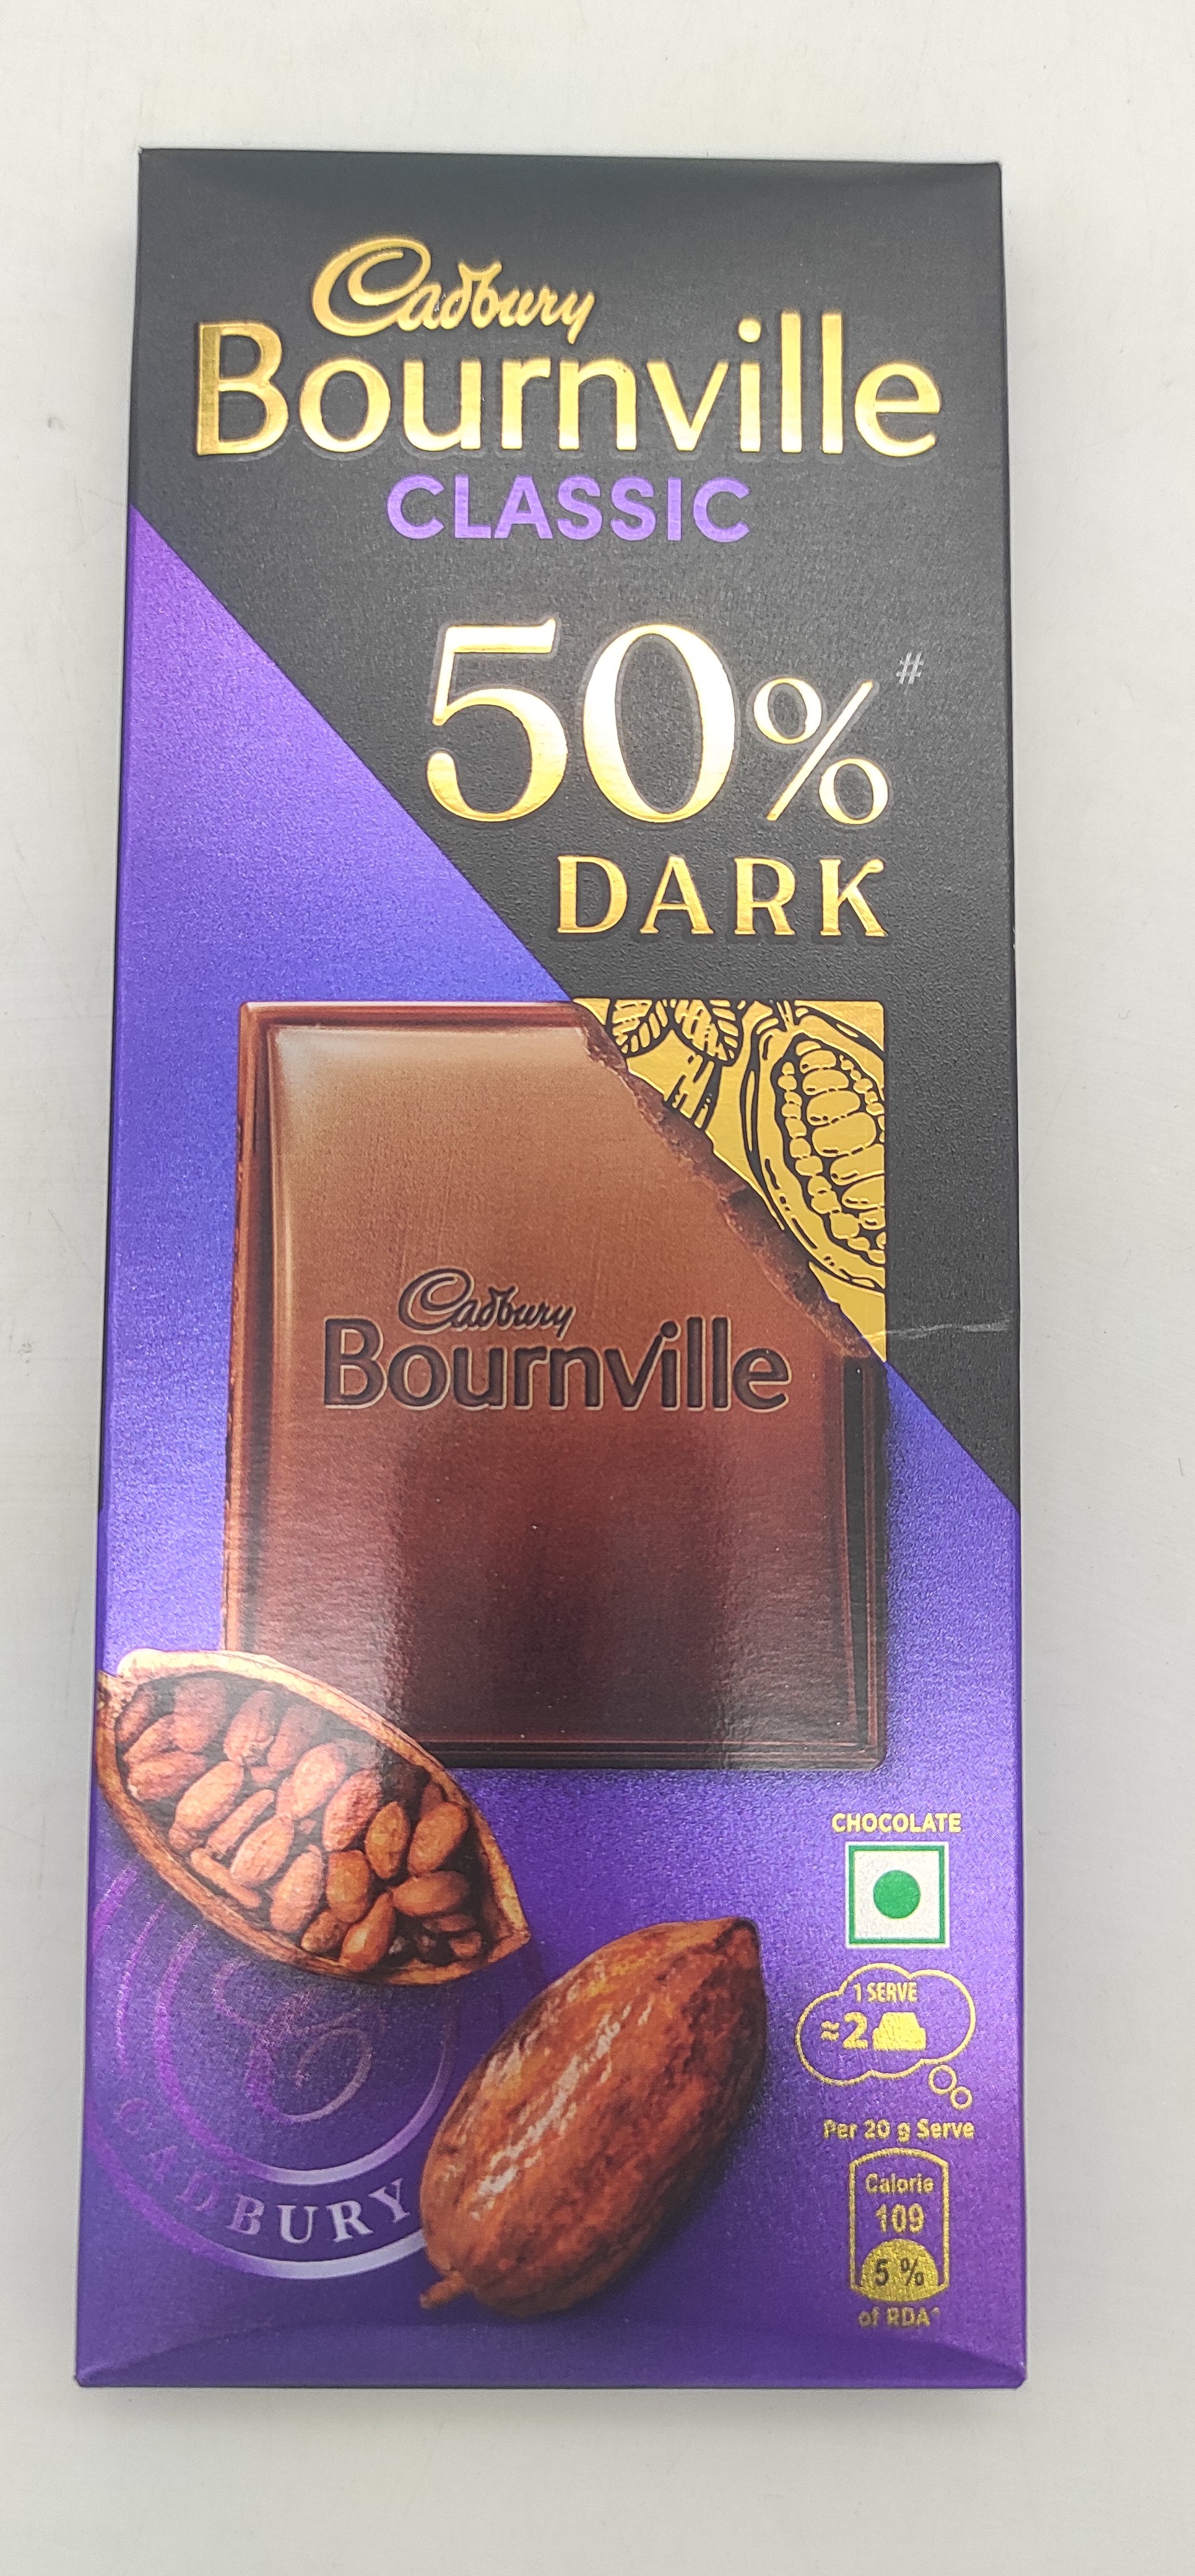 Cadbury
Bournville
CLASSIC
50%#
DARK
Cadbury
Bournville
CHOCOLATE
1 SERVE
≈2
Per 20 g Serve
Calorie
109
5 %
of RDA^
CADBURY